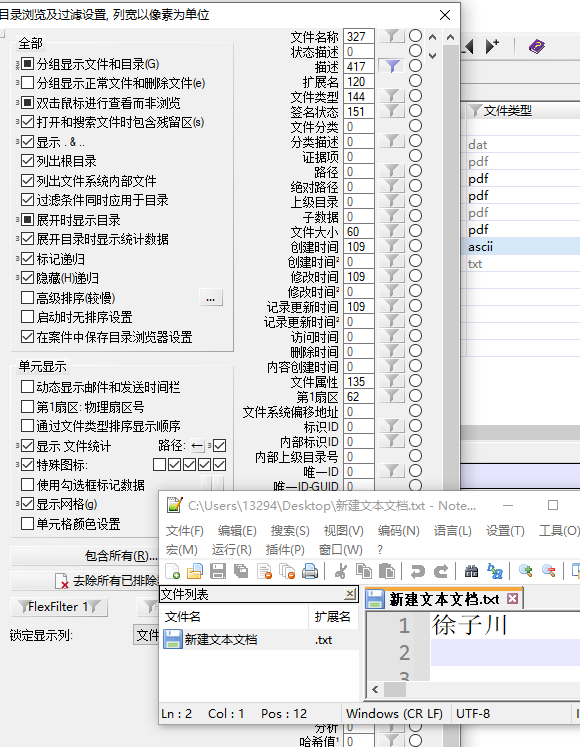 目录浏览及过滤设置, 列宽以像素为单位
全部
分组显示文件和目录(G)
分组显示正常文件和删除文件(e)
双击鼠标进行查看而非浏览
打开和搜索文件时包含残留区(s)
显示 . & ..
列出根目录
列出文件系统内部文件
过滤条件同时应用于目录
展开时显示目录
展开目录时显示统计数据
标记递归
隐藏(H)递归
高级排序(较慢)
...
启动时无排序设置
在案件中保存目录浏览器设置
单元显示
动态显示邮件和发送时间栏
第1扇区: 物理扇区号
通过文件类型排序显示顺序
显示 文件统计 路径: ←
特殊图标:
使用勾选框标记数据
显示网格(g)
单元格颜色设置
包含所有(R)...
去除所有已排除
FlexFilter 1
锁定显示列: 文件
文件名称 327
状态描述 0
描述 417
扩展名 120
文件类型 144
签名状态 151
文件分类 0
分类描述 0
证据项 0
路径 0
绝对路径 0
上级目录 0
子数据 0
文件大小 60
创建时间 109
创建时间² 0
修改时间 109
修改时间² 0
记录更新时间 109
记录更新时间² 0
访问时间 0
删除时间 0
内容创建时间 0
文件属性 135
第1扇区 62
文件系统偏移地址 0
标识ID 0
内部标识ID 0
内部上级目录号 0
唯一ID 0
唯一ID-GUID 0
分析 0
哈希值¹ 0
文件类型
dat
pdf
pdf
pdf
pdf
pdf
ascii
txt
C:\Users\13294\Desktop\新建文本文档.txt - Note...
文件(F) 编辑(E) 搜索(S) 视图(V) 编码(N) 语言(L) 设置(T) 工具(O)
宏(M) 运行(R) 插件(P) 窗口(W) ?
文件列表
文件名 扩展名
新建文本文档 .txt
新建文本文档.txt
1 徐子川
2
3
Ln : 2 Col : 1 Pos : 12 Windows (CR LF) UTF-8